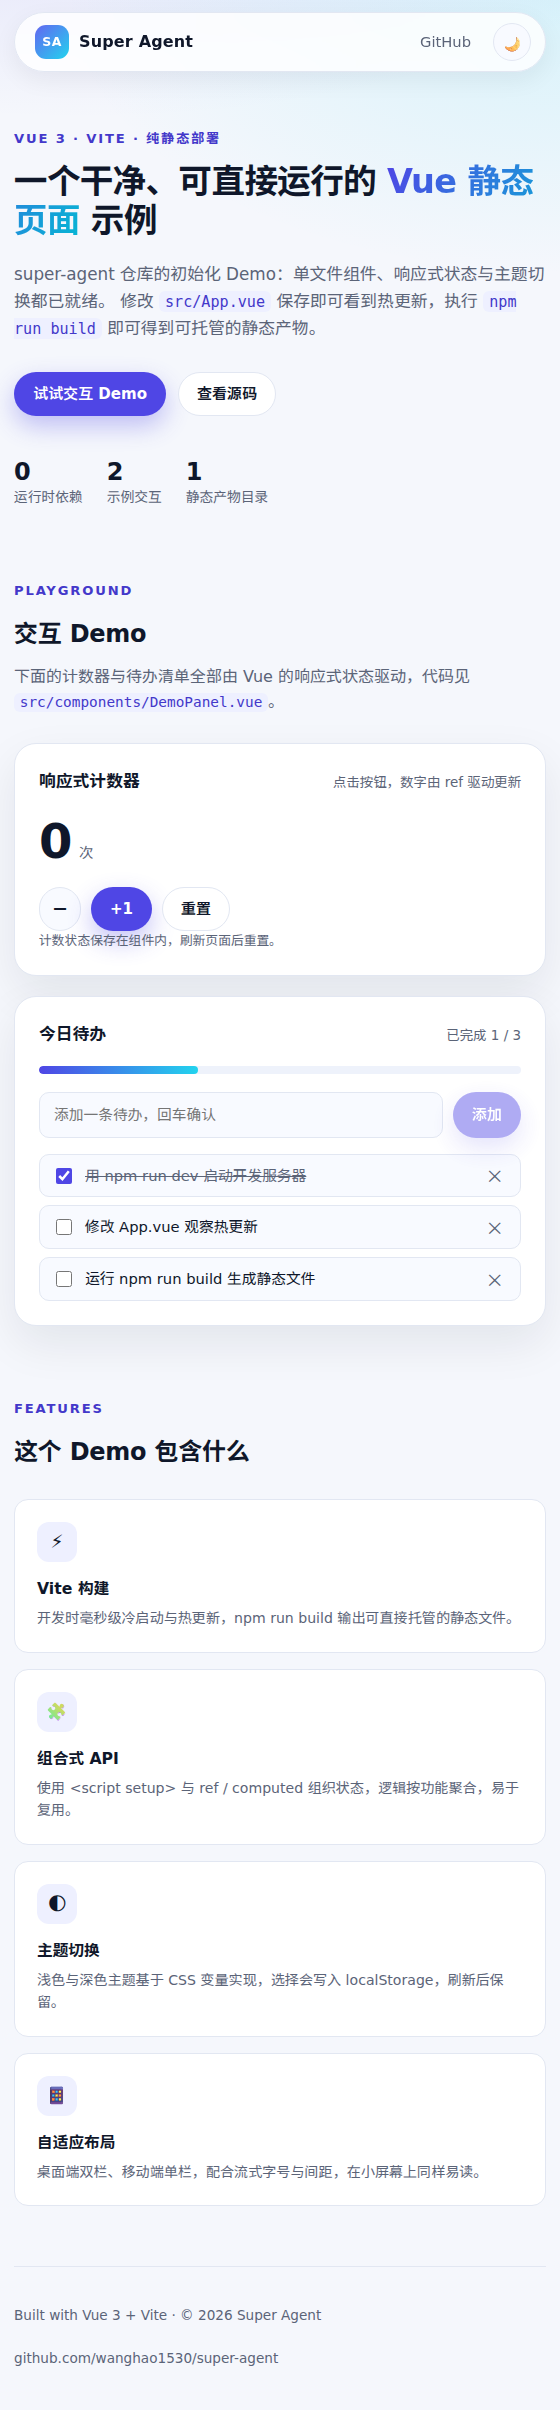 SA Super Agent GitHub
VUE 3 · VITE · 纯静态部署
一个干净、可直接运行的 Vue 静态
页面 示例
super-agent 仓库的初始化 Demo：单文件组件、响应式状态与主题切
换都已就绪。 修改 src/App.vue 保存即可看到热更新，执行 npm
run build 即可得到可托管的静态产物。
试试交互 Demo 查看源码
0 2 1
运行时依赖 示例交互 静态产物目录
PLAYGROUND
交互 Demo
下面的计数器与待办清单全部由 Vue 的响应式状态驱动，代码见
src/components/DemoPanel.vue 。
响应式计数器 点击按钮，数字由 ref 驱动更新
0 次
− +1 重置
计数状态保存在组件内，刷新页面后重置。
今日待办 已完成 1 / 3
添加一条待办，回车确认 添加
用 npm run dev 启动开发服务器
修改 App.vue 观察热更新
运行 npm run build 生成静态文件
FEATURES
这个 Demo 包含什么
Vite 构建
开发时毫秒级冷启动与热更新，npm run build 输出可直接托管的静态文件。
组合式 API
使用 <script setup> 与 ref / computed 组织状态，逻辑按功能聚合，易于
复用。
主题切换
浅色与深色主题基于 CSS 变量实现，选择会写入 localStorage，刷新后保
留。
自适应布局
桌面端双栏、移动端单栏，配合流式字号与间距，在小屏幕上同样易读。
Built with Vue 3 + Vite · © 2026 Super Agent
github.com/wanghao1530/super-agent